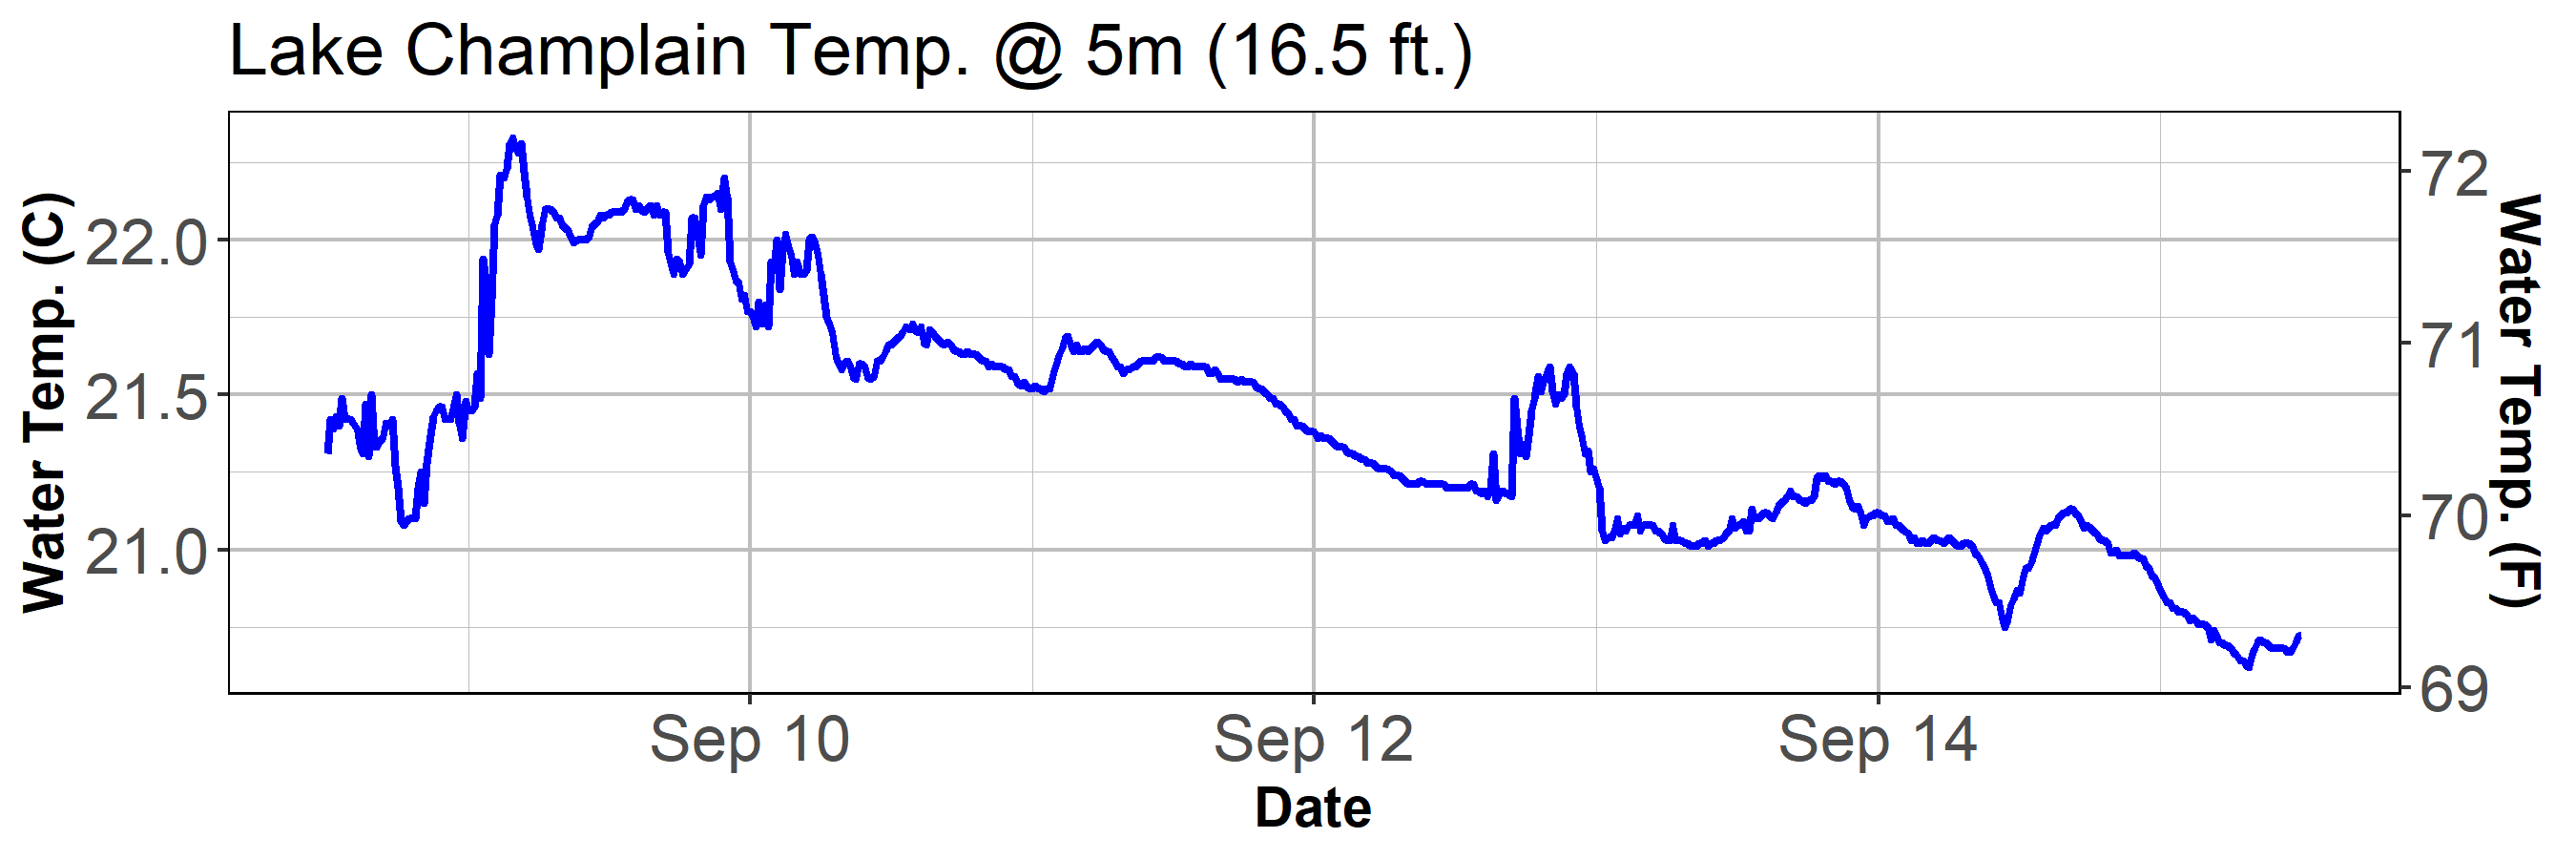 Lake Champlain Temp. @ 5m (16.5 ft.)
Water Temp. (C)
22.0
21.5
21.0
72
71
70
69
Water Temp. (F)
Sep 10 Sep 12 Sep 14
Date